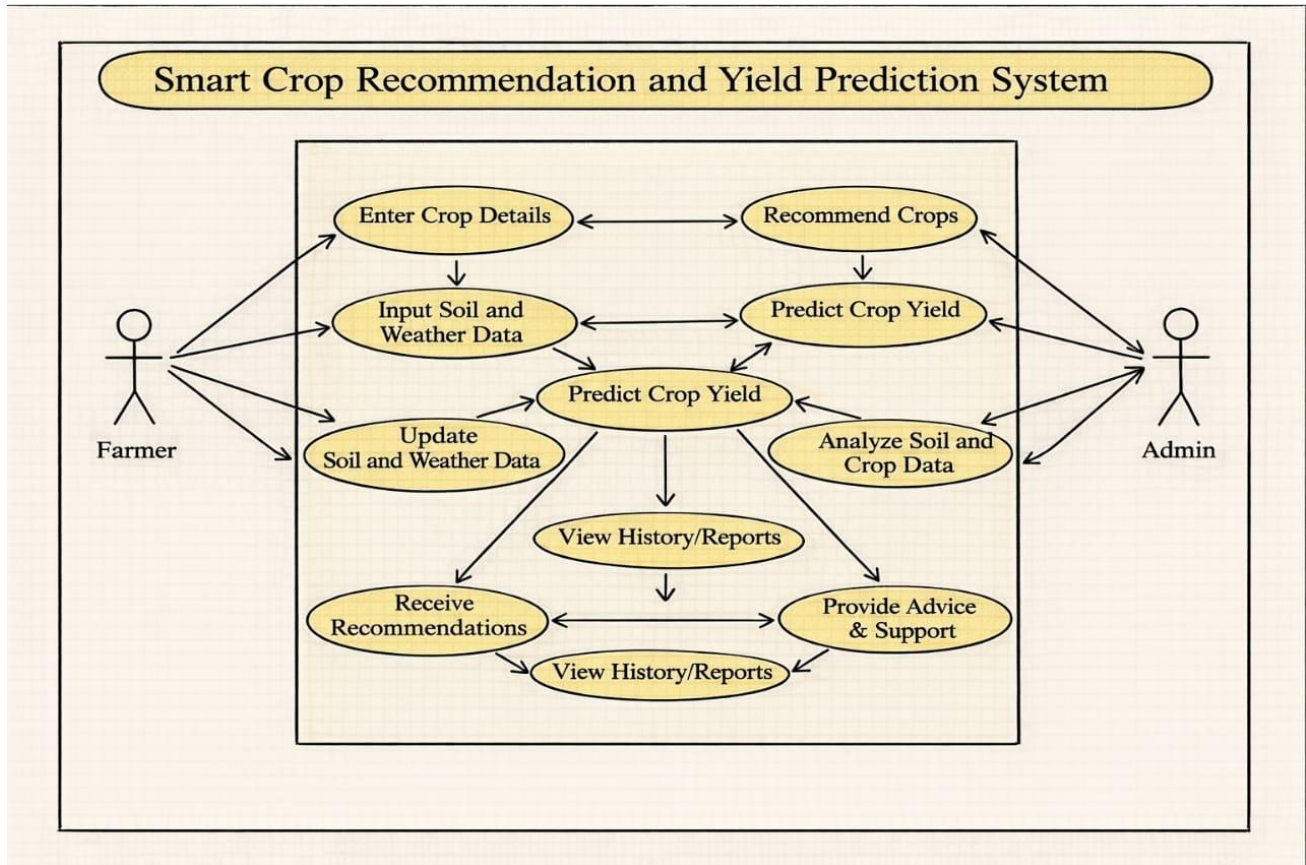 Smart Crop Recommendation and Yield Prediction System
Enter Crop Details
Recommend Crops
Input Soil and
Weather Data
Predict Crop Yield
Predict Crop Yield
Farmer
Update
Soil and Weather Data
Analyze Soil and
Crop Data
Admin
View History/Reports
Receive
Recommendations
Provide Advice
& Support
View History/Reports